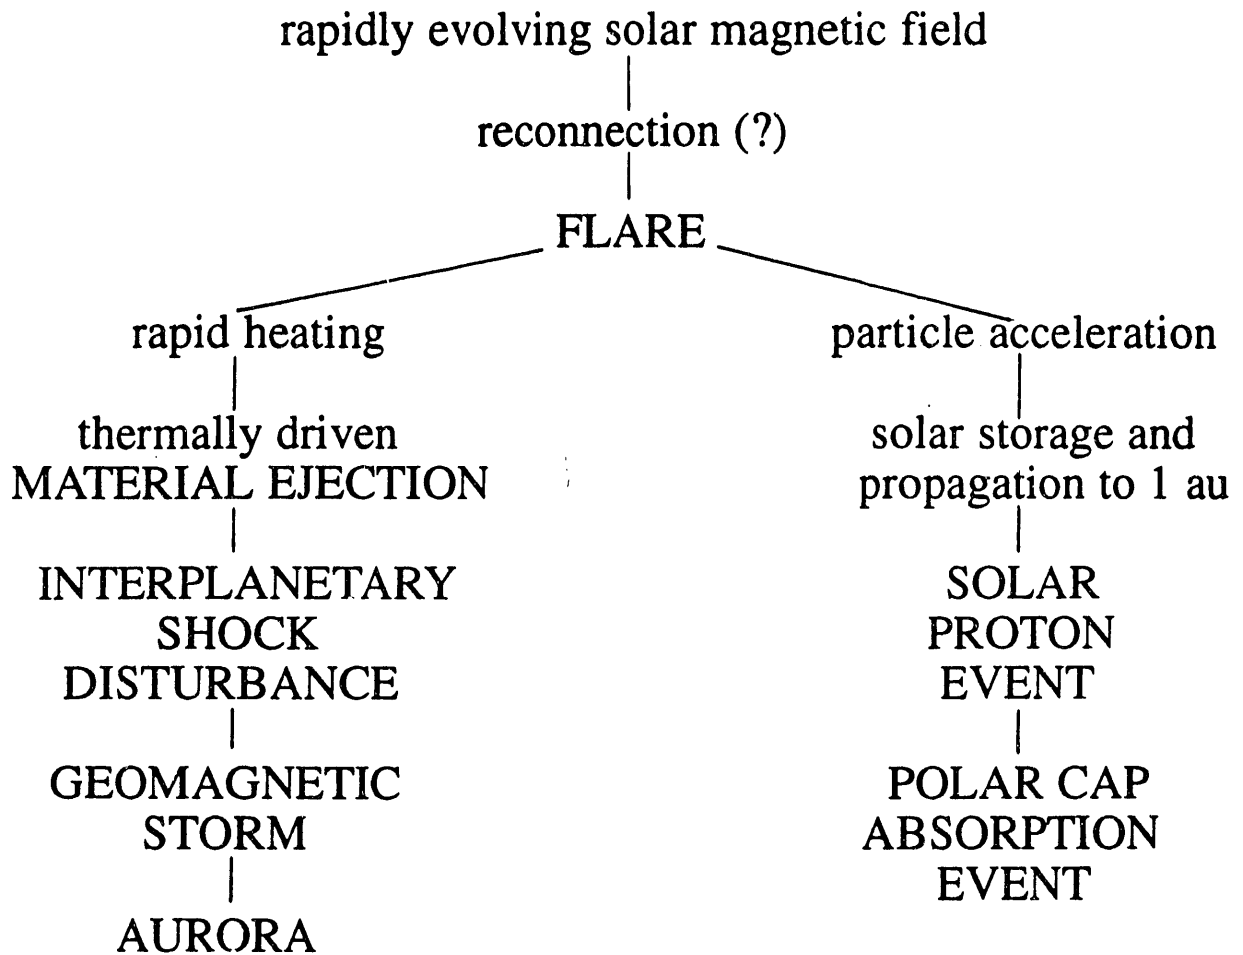 rapidly evolving solar magnetic field
reconnection (?)
FLARE
rapid heating
thermally driven
MATERIAL EJECTION
INTERPLANETARY
SHOCK
DISTURBANCE
GEOMAGNETIC
STORM
AURORA
particle acceleration
solar storage and
propagation to 1 au
SOLAR
PROTON
EVENT
POLAR CAP
ABSORPTION
EVENT